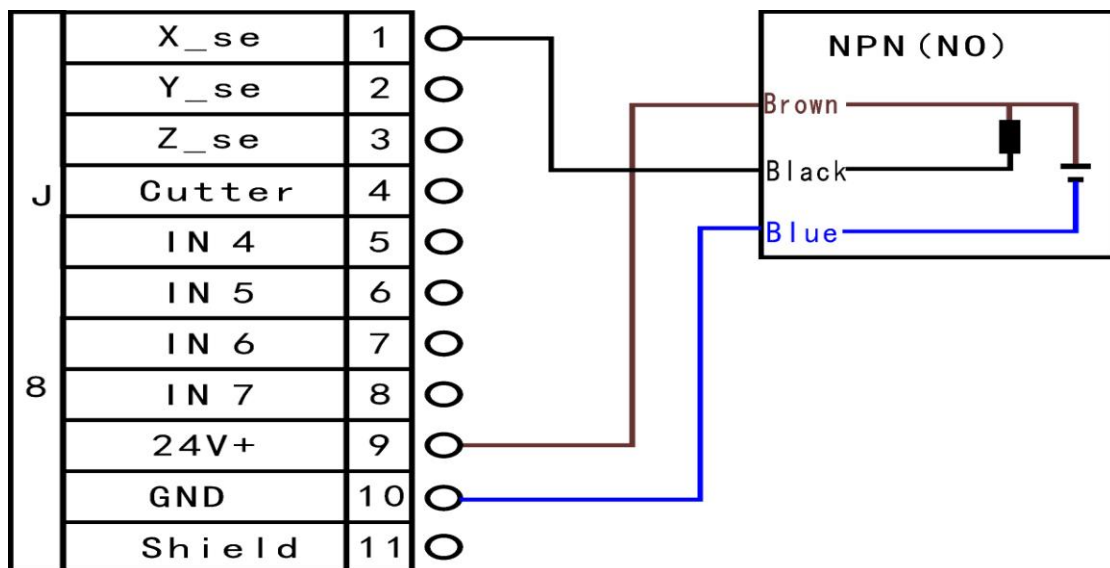 J 8
X_se 1
Y_se 2
Z_se 3
Cutter 4
IN 4 5
IN 5 6
IN 6 7
IN 7 8
24V+ 9
GND 10
Shield 11
NPN (NO)
Brown
Black
Blue